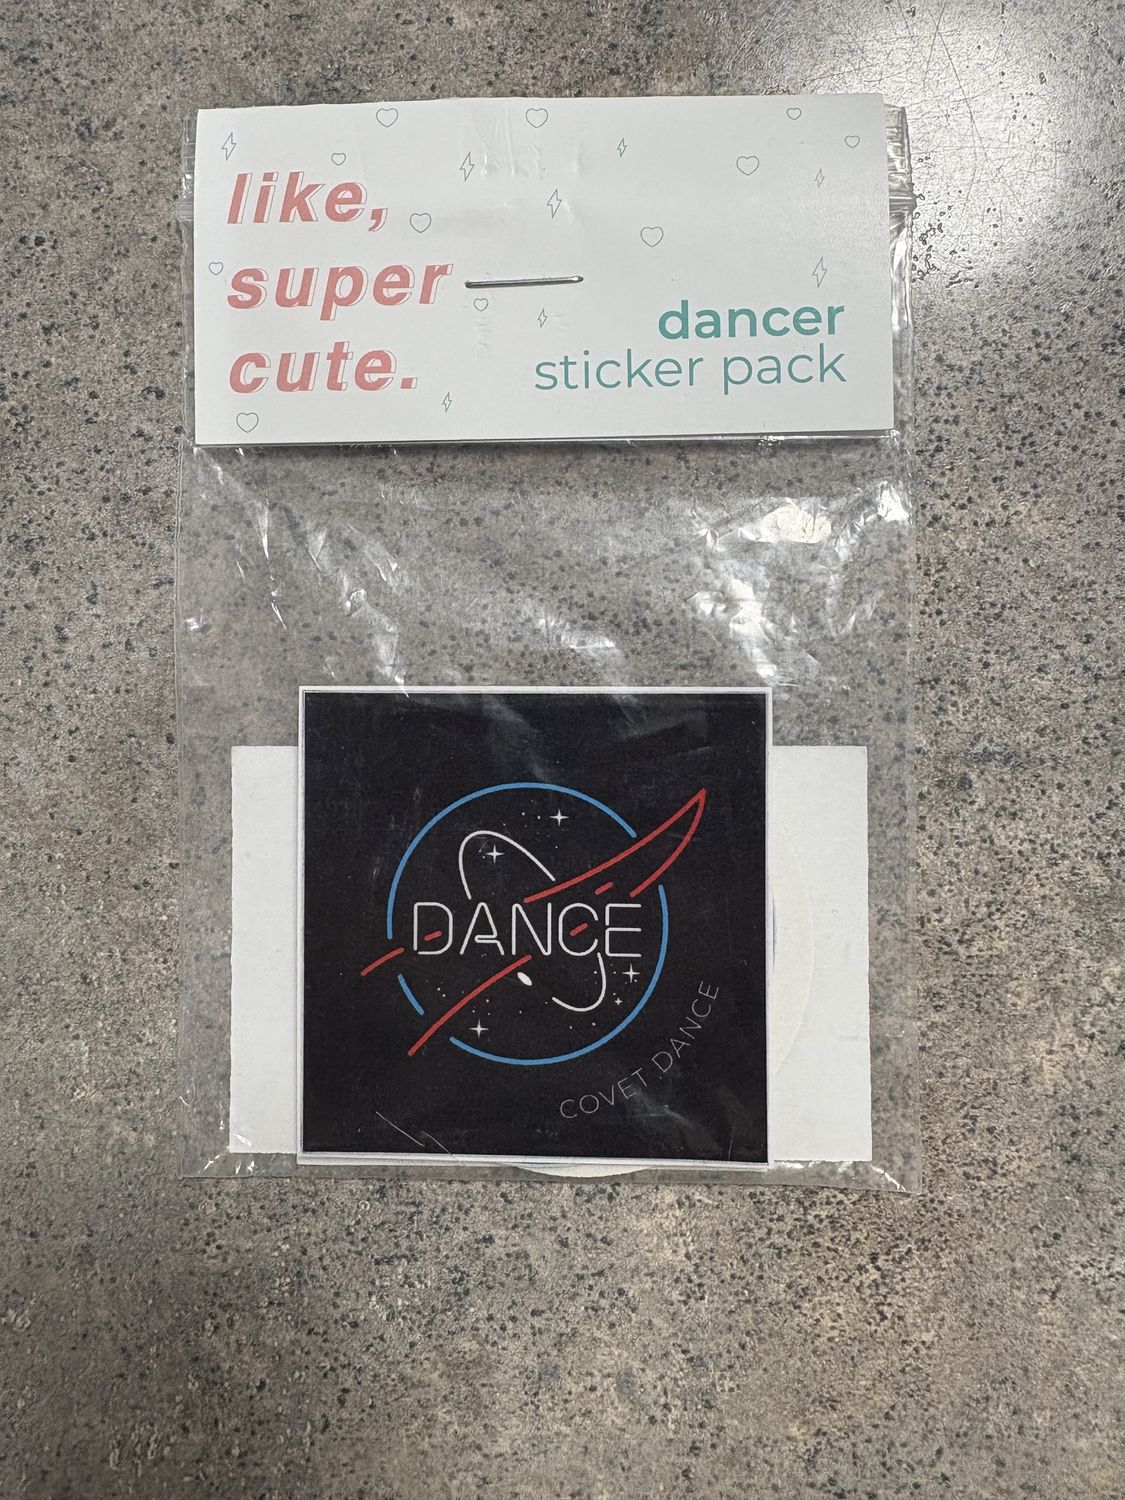 like,
super
cute.
dancer
sticker pack
DANCE
COVET DANCE